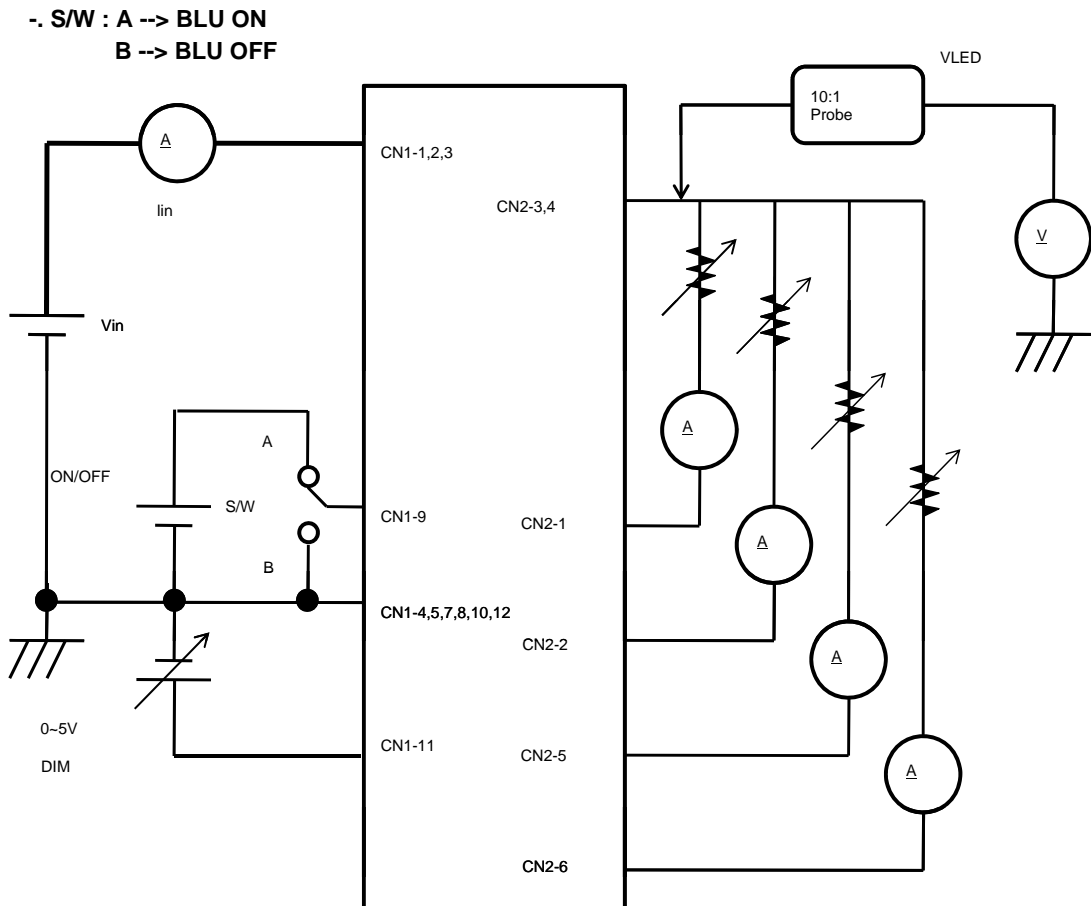 -. S/W : A --> BLU ON
B --> BLU OFF
VLED
10:1
Probe
A
Iin
CN1-1,2,3
CN2-3,4
V
Vin
A
A
ON/OFF
S/W
CN1-9
CN2-1
A
B
CN1-4,5,7,8,10,12
CN2-2
A
0~5V
DIM
CN1-11
CN2-5
A
CN2-6